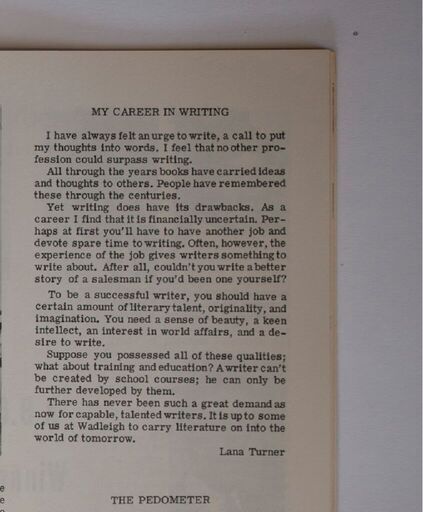 MY CAREER IN WRITING
I have always felt an urge to write, a call to put
my thoughts into words. I feel that no other pro-
fession could surpass writing.
All through the years books have carried ideas
and thoughts to others. People have remembered
these through the centuries.
Yet writing does have its drawbacks. As a
career I find that it is financially uncertain. Per-
haps at first you'll have to have another job and
devote spare time to writing. Often, however, the
experience of the job gives writers something to
write about. After all, couldn't you write a better
story of a salesman if you'd been one yourself?
To be a successful writer, you should have a
certain amount of literary talent, originality, and
imagination. You need a sense of beauty, a keen
intellect, an interest in world affairs, and a de-
sire to write.
Suppose you possessed all of these qualities;
what about training and education? A writer can't
be created by school courses; he can only be
further developed by them.
There has never been such a great demand as
now for capable, talented writers. It is up to some
of us at Wadleigh to carry literature on into the
world of tomorrow.
Lana Turner
THE PEDOMETER